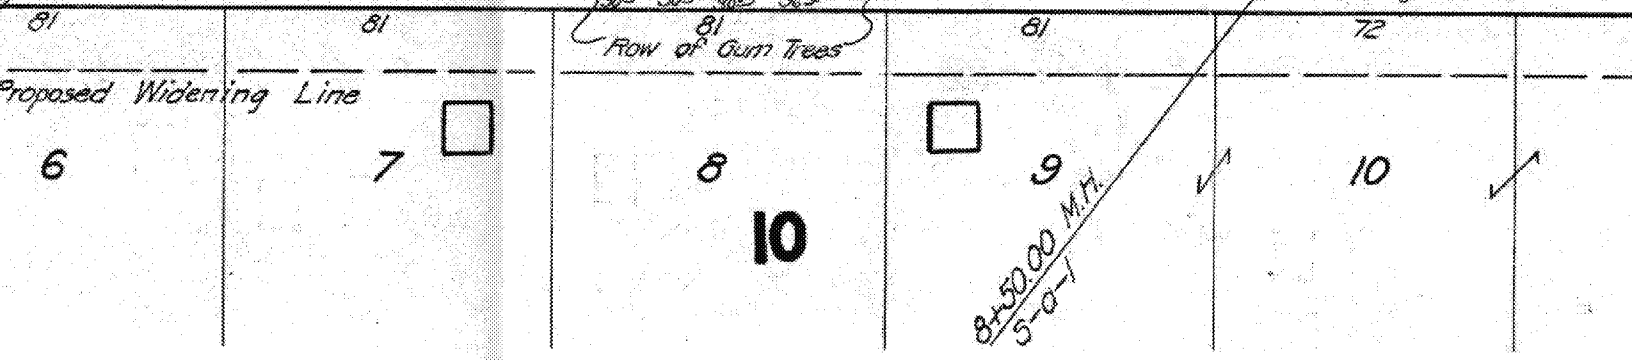 81 81 81 81 72
Row of Gum Trees
Proposed Widening Line
6 7 8 9 10
10
8+50.00 M.H.
5-0-1